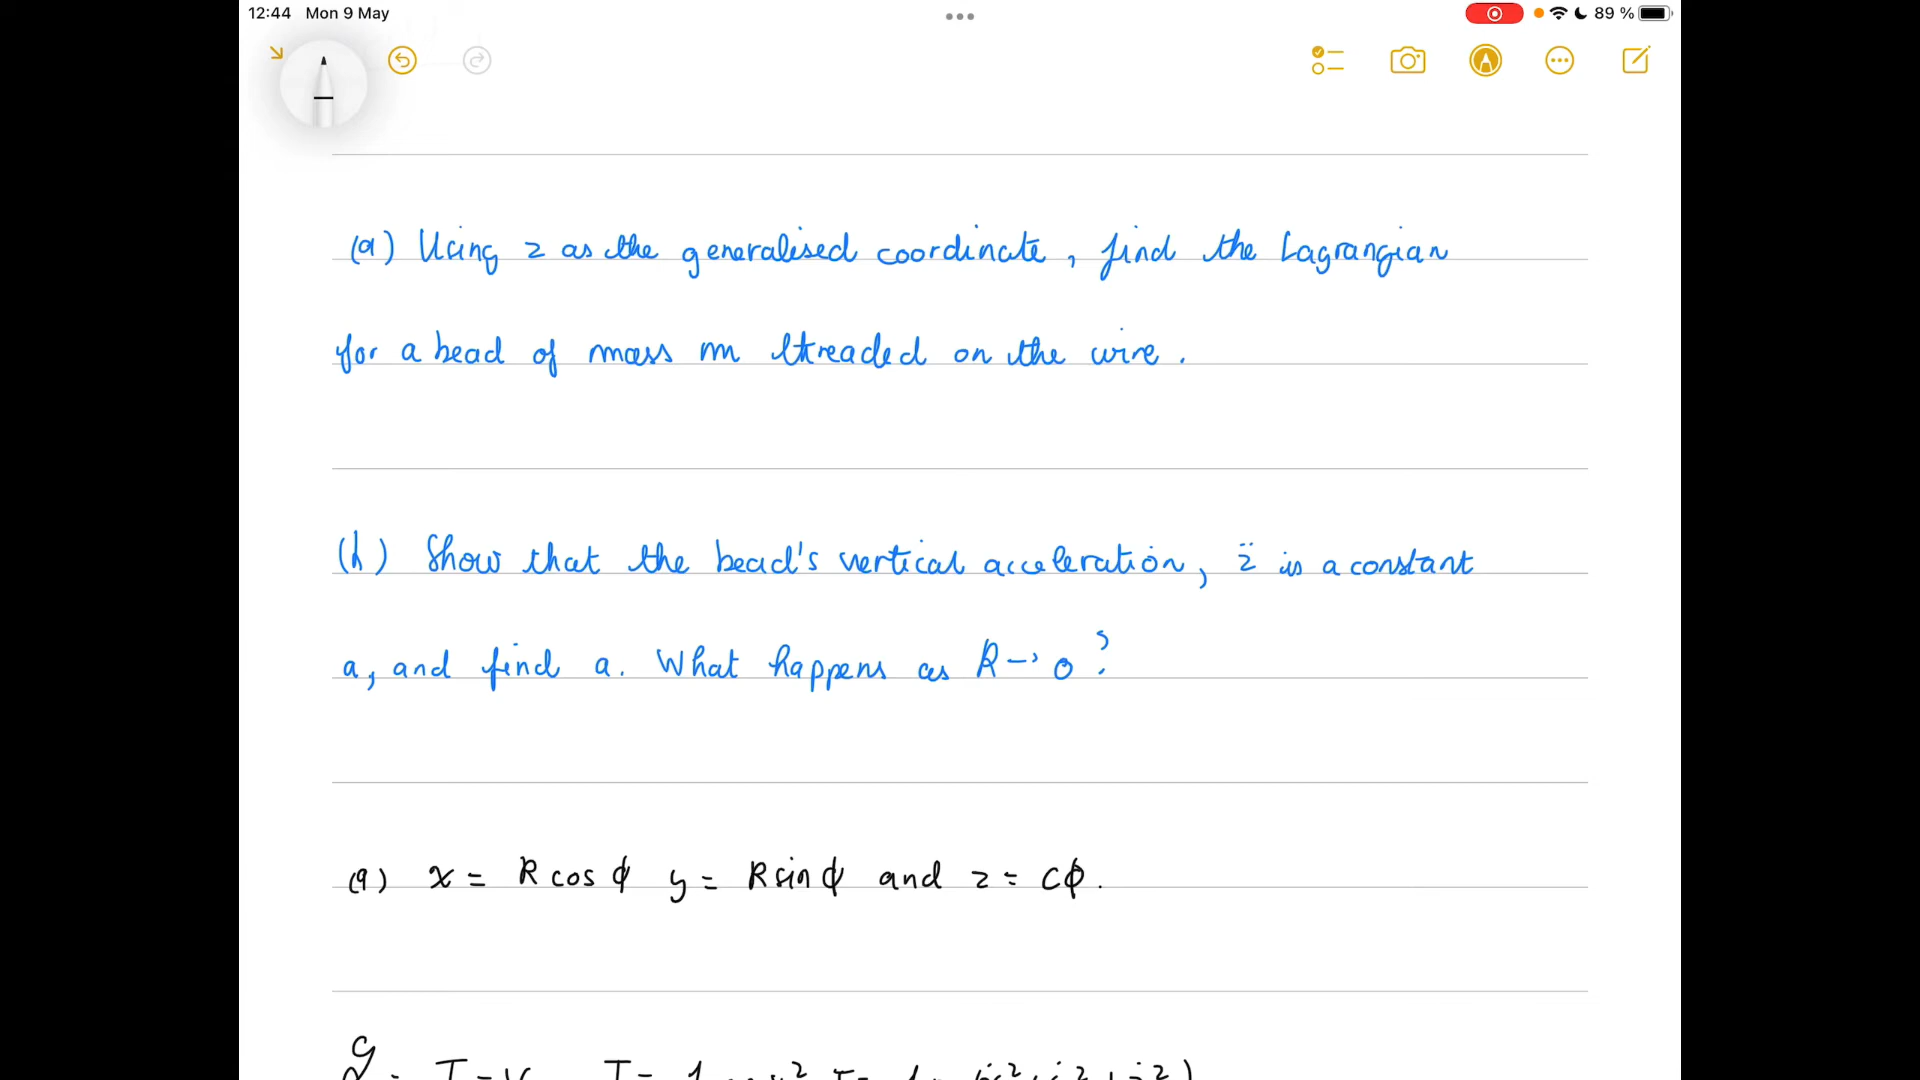 12:44 Mon 9 May 89 %
(a) Using z as the generalised coordinate, find the Lagrangian
for a bead of mass m threaded on the wire.
(b) Show that the bead's vertical acceleration, z̈ is a constant
a, and find a. What happens as R→0?
(a) x = R cos ϕ y = R sin ϕ and z = cϕ.